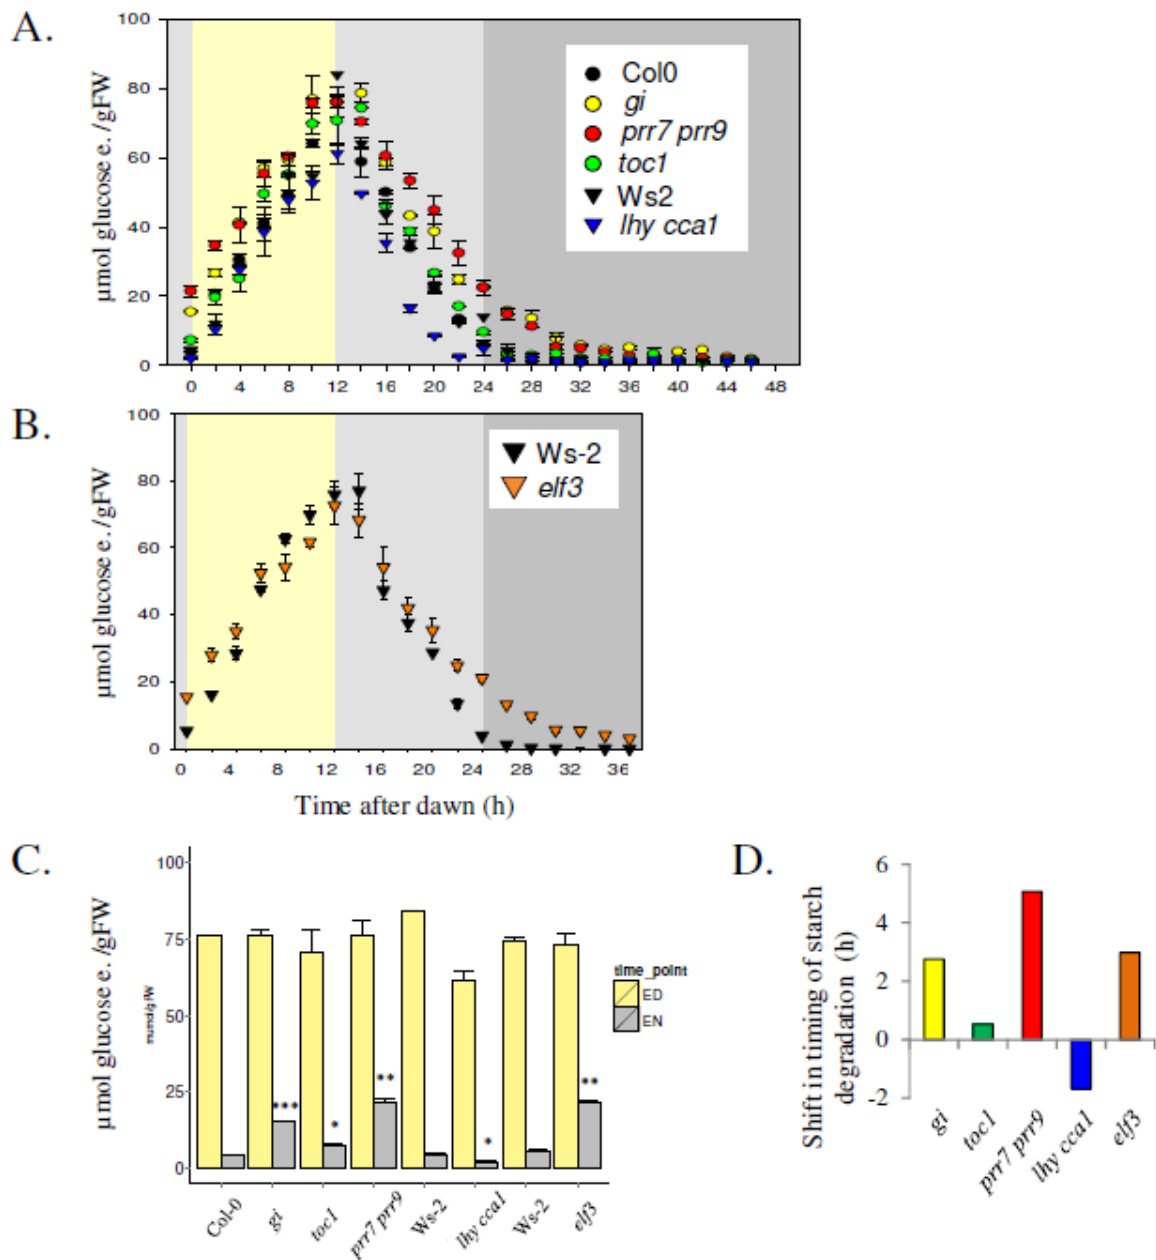 A.
100
80
60
40
20
0
µmol glucose e./gFW
Col0
gi
prr7 prr9
toc1
Ws2
lhy cca1
0 4 8 12 16 20 24 28 32 36 40 44 48
B.
100
80
60
40
20
0
µmol glucose e./gFW
Ws-2
elf3
0 4 8 12 16 20 24 28 32 36
Time after dawn (h)
C.
µmol glucose e./gFW
100
75
50
25
0
*** * ** * **
time_point
ED
EN
Col-0 gi toc1 prr7 prr9 Ws-2 lhy cca1 Ws-2 elf3
D.
Shift in timing of starch
degradation (h)
6
4
2
0
-2
gi toc1 prr7 prr9 lhy cca1 elf3